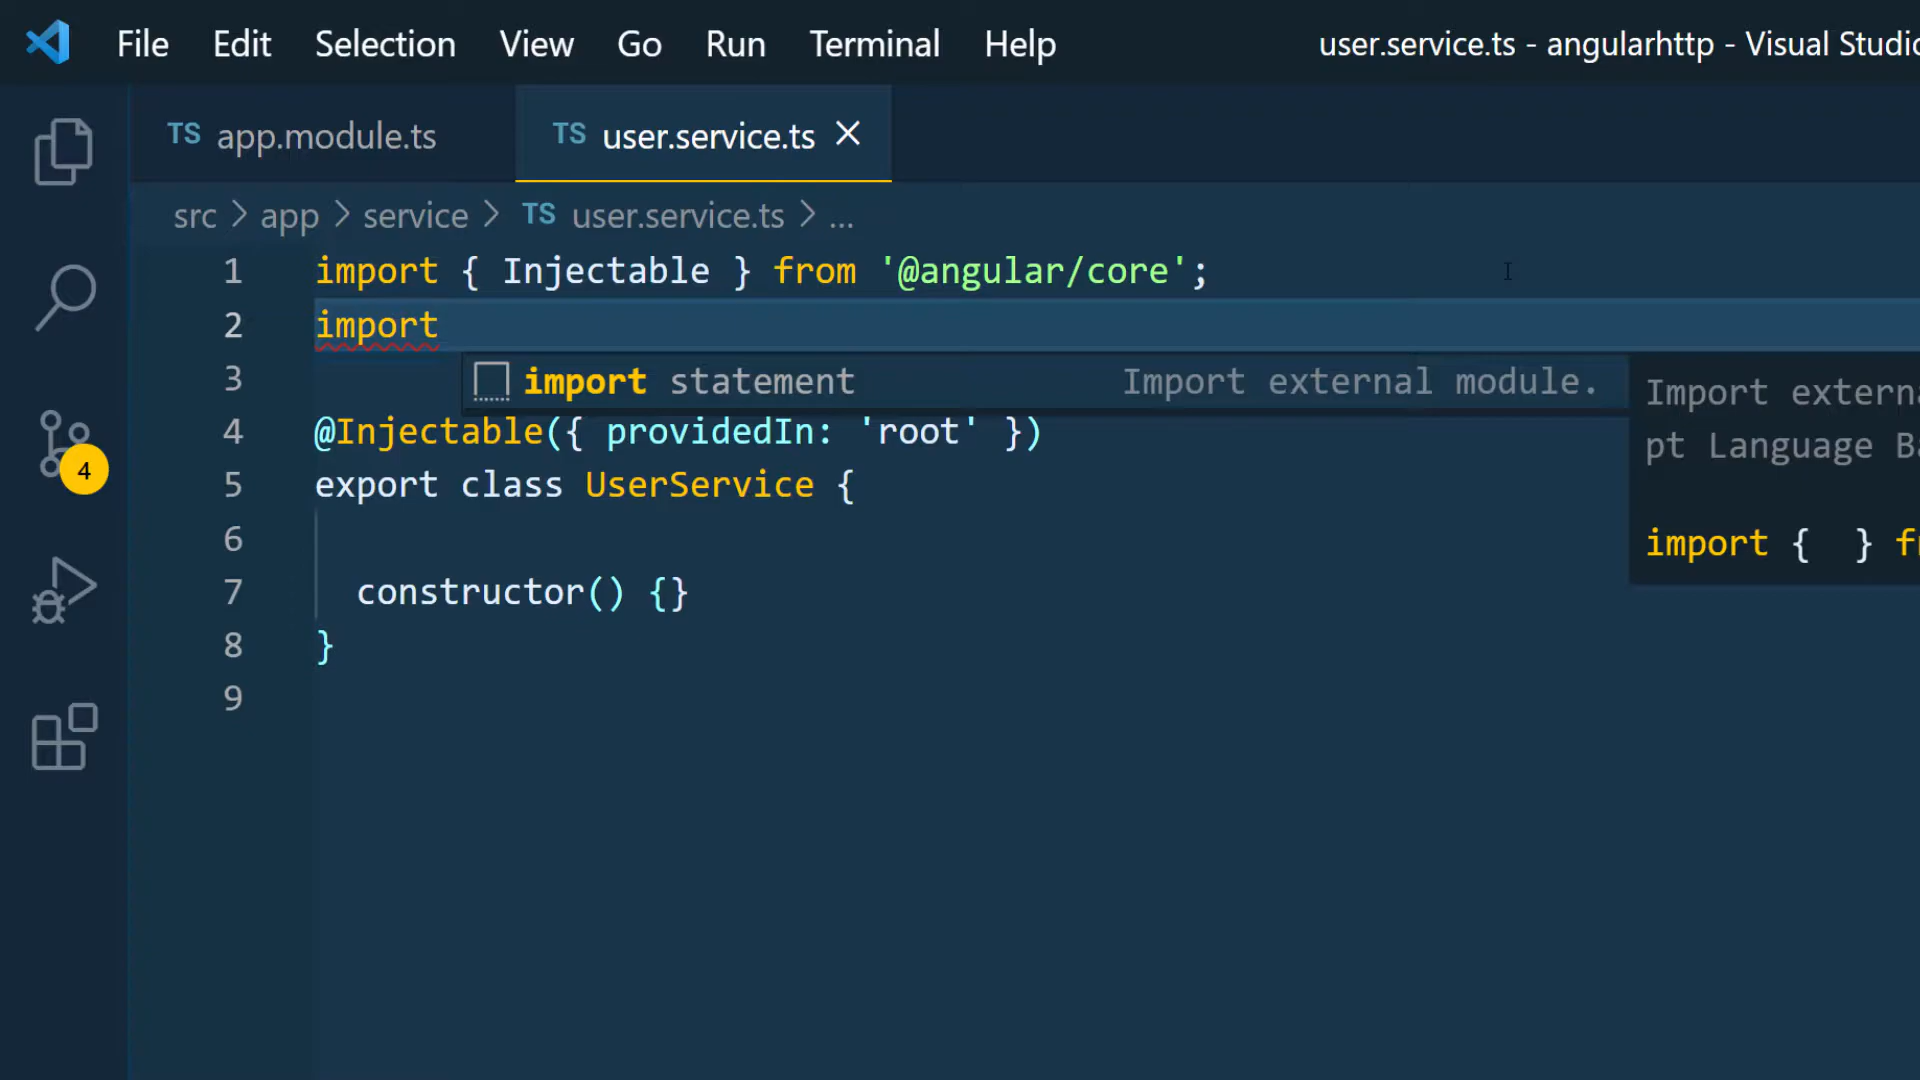 File Edit Selection View Go Run Terminal Help user.service.ts - angularhttp - Visual Studio
TS app.module.ts TS user.service.ts ×
src > app > service > TS user.service.ts > ...
1 import { Injectable } from '@angular/core';
2 import
import statement Import external module.
Import externa
pt Language B
import { } fr
3
4 @Injectable({ providedIn: 'root' })
5 export class UserService {
6
7 constructor() {}
8 }
9
4